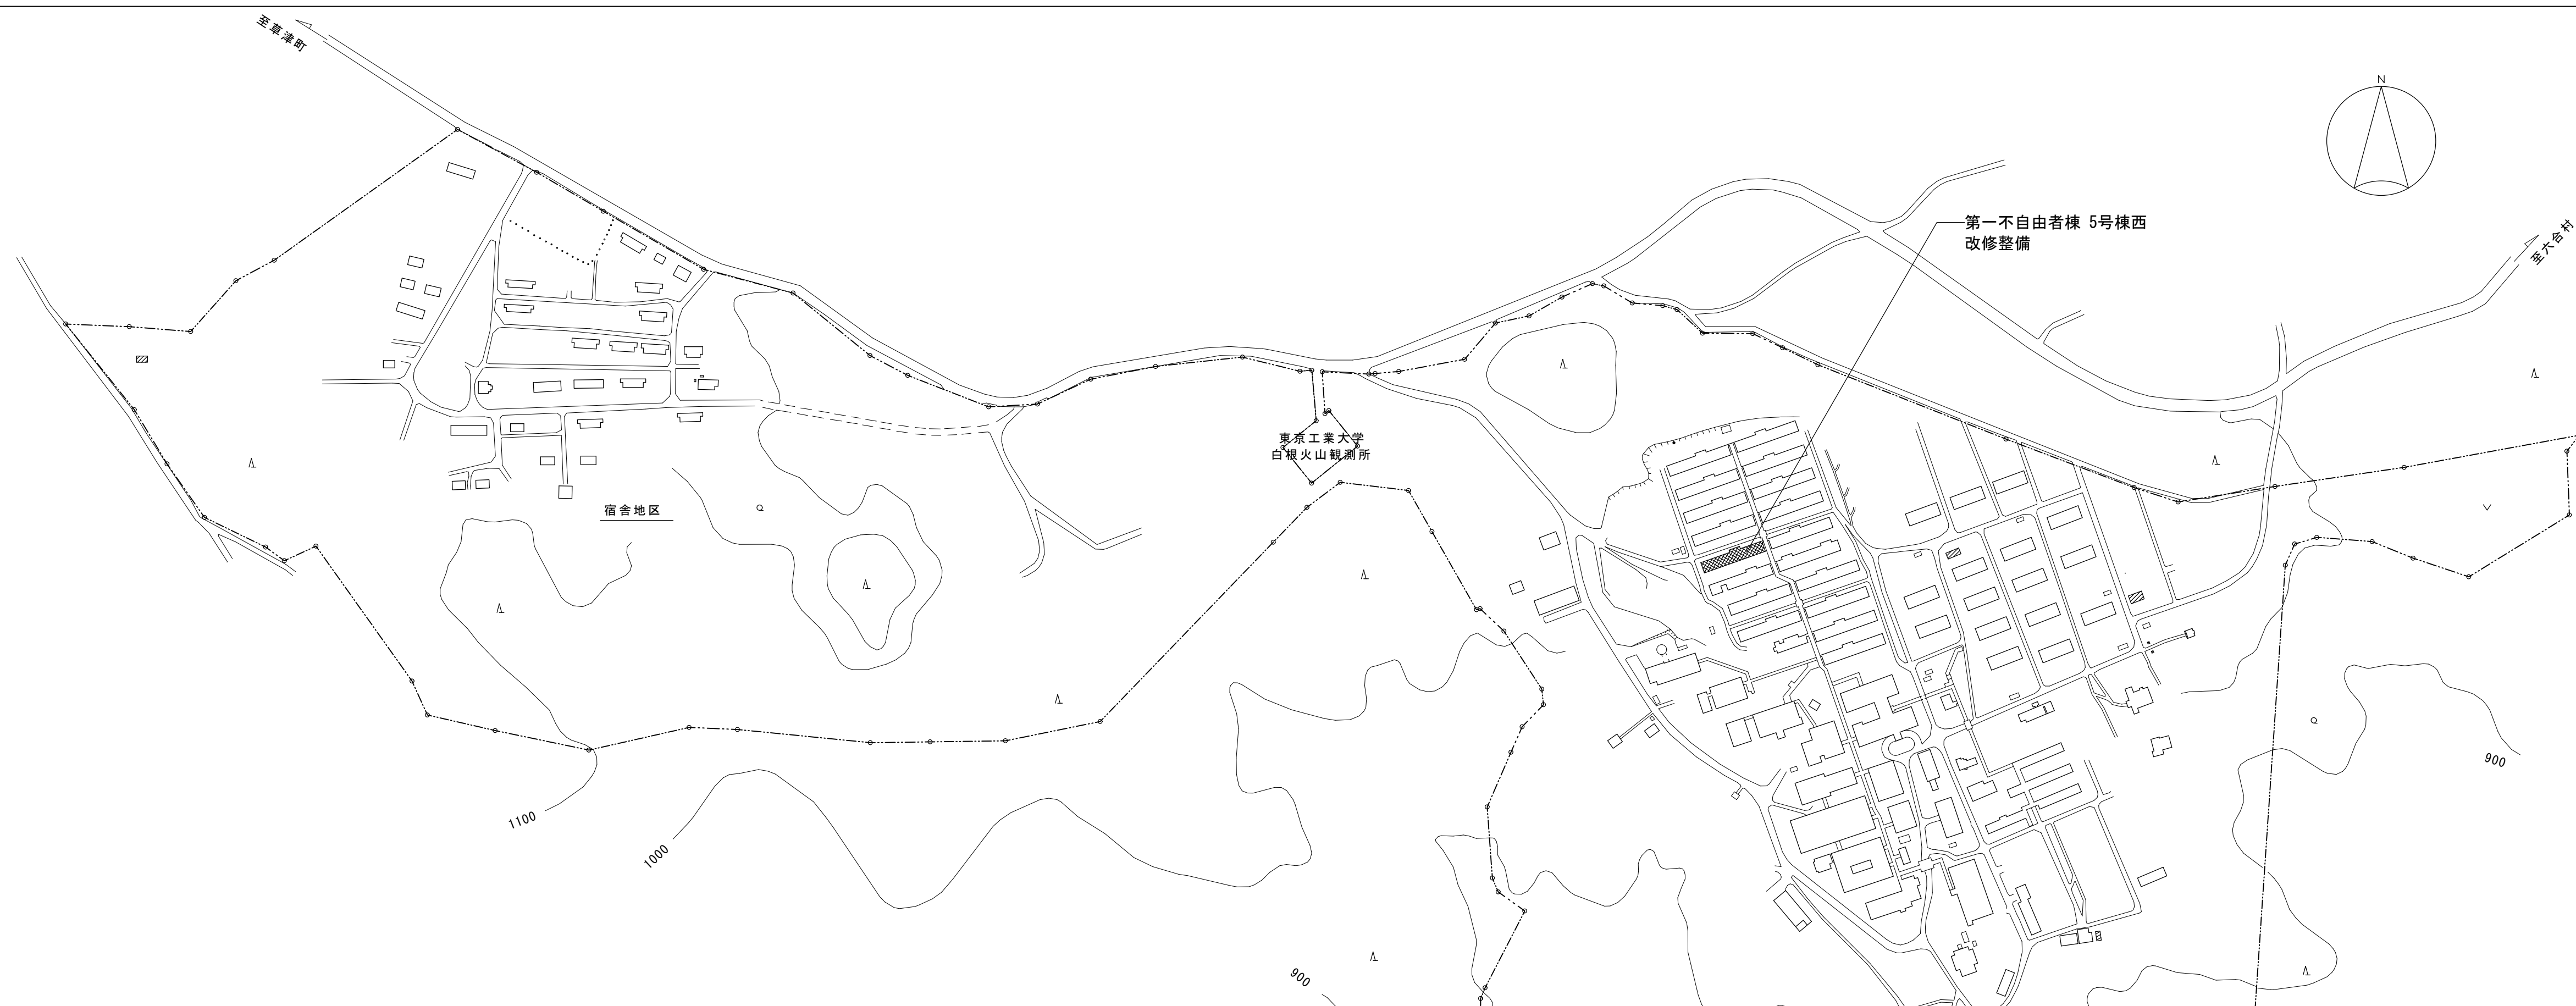 至草津町
N
第一不自由者棟 5号棟西
改修整備
至六合村
東京工業大学
白根火山観測所
宿舎地区
1100
1000
900
900